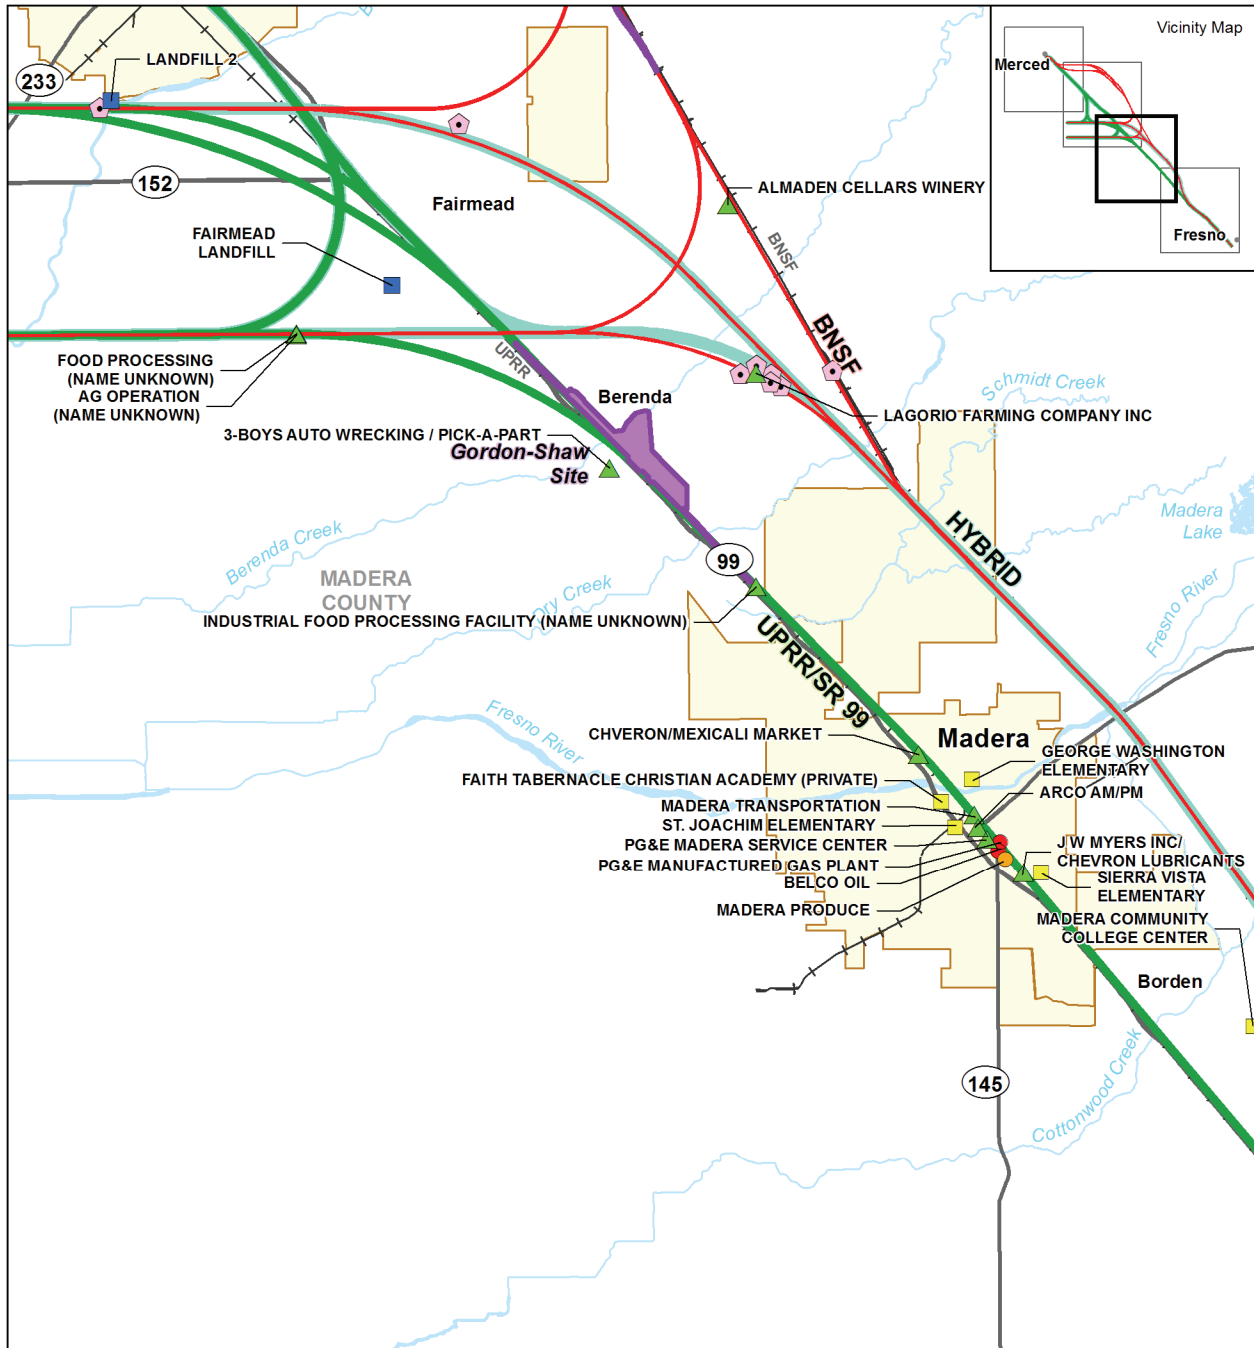 Vicinity Map
Merced
Fresno
LANDFILL 2
233
152
Fairmead
ALMADEN CELLARS WINERY
FAIRMEAD
LANDFILL
BNSF
BNSF
UPRR
FOOD PROCESSING
(NAME UNKNOWN)
AG OPERATION
(NAME UNKNOWN)
Berenda
Schmidt Creek
LAGORIO FARMING COMPANY INC
3-BOYS AUTO WRECKING / PICK-A-PART
Gordon-Shaw
Site
Madera
Lake
HYBRID
Berenda Creek
99
MADERA
COUNTY
Dry Creek
Fresno River
INDUSTRIAL FOOD PROCESSING FACILITY (NAME UNKNOWN)
UPRR/SR 99
Fresno River
CHVERON/MEXICALI MARKET
Madera
GEORGE WASHINGTON
ELEMENTARY
FAITH TABERNACLE CHRISTIAN ACADEMY (PRIVATE)
ARCO AM/PM
MADERA TRANSPORTATION
ST. JOACHIM ELEMENTARY
PG&E MADERA SERVICE CENTER
J W MYERS INC/
CHEVRON LUBRICANTS
PG&E MANUFACTURED GAS PLANT
BELCO OIL
SIERRA VISTA
ELEMENTARY
MADERA PRODUCE
MADERA COMMUNITY
COLLEGE CENTER
Borden
145
Cottonwood Creek